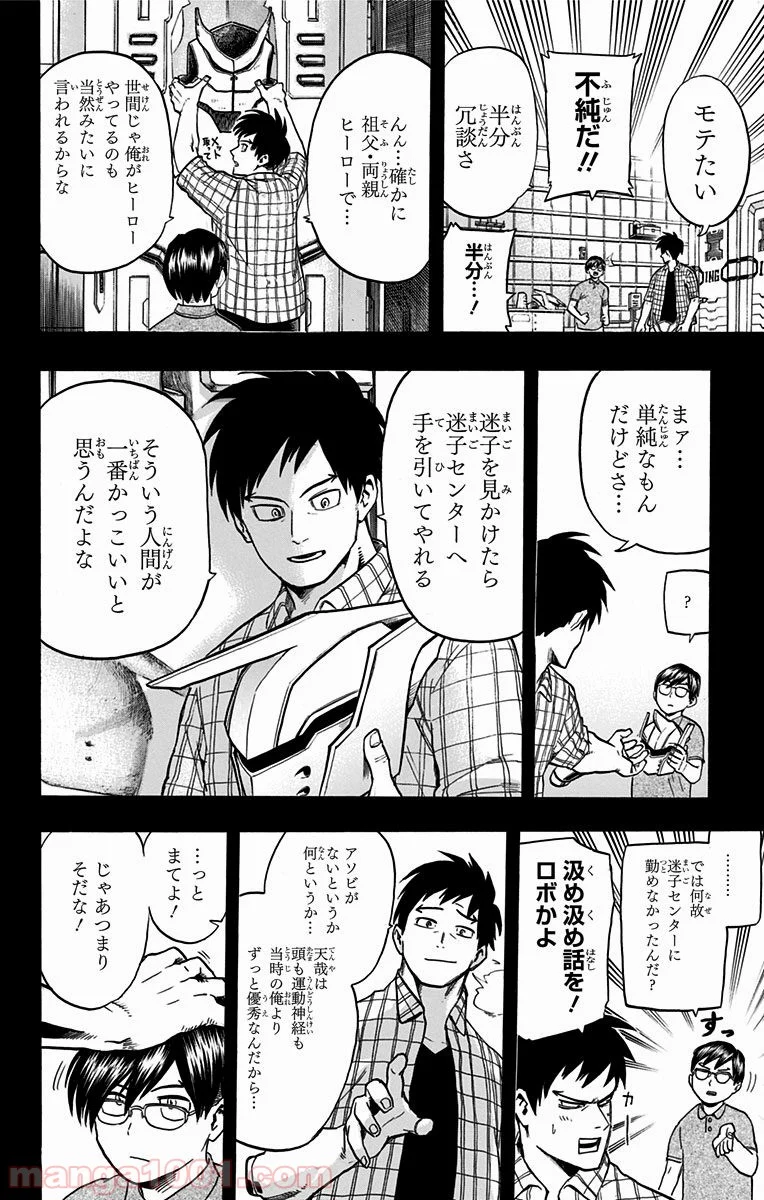 モテたい
不純だ!!
半分
冗談さ
半分…!
んん…確かに
祖父・両親
ヒーローで…
世間じゃ俺がヒーロー
やってるのも
当然みたいに
言われるからな
メット
取って
まァ…
単純なもん
だけどさ…
?
迷子を見かけたら
迷子センターへ
手を引いてやれる
そういう人間が
一番かっこいいと
思うんだよな
………
では何故
迷子センターに
勤めなかったんだ?
すっ
汲め汲め話を!
ロボかよ
アソビが
ないというか
何というか…
天哉は
頭も運動神経も
当時の俺より
ずっと優秀なんだから…
…っと
まてよ!
じゃあつまり
そだな!
manga1001.com